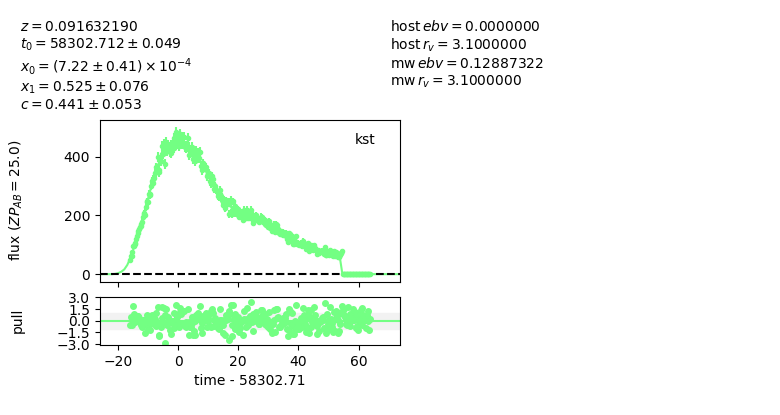 z = 0.091632190
t₀ = 58302.712 ± 0.049
x₀ = (7.22 ± 0.41) × 10⁻⁴
x₁ = 0.525 ± 0.076
c = 0.441 ± 0.053
host ebv = 0.0000000
host r_v = 3.1000000
mw ebv = 0.12887322
mw r_v = 3.1000000
kst
flux (ZP_AB = 25.0)
400
200
0
pull
3.0
1.5
0.0
−1.5
−3.0
−20 0 20 40 60
time - 58302.71